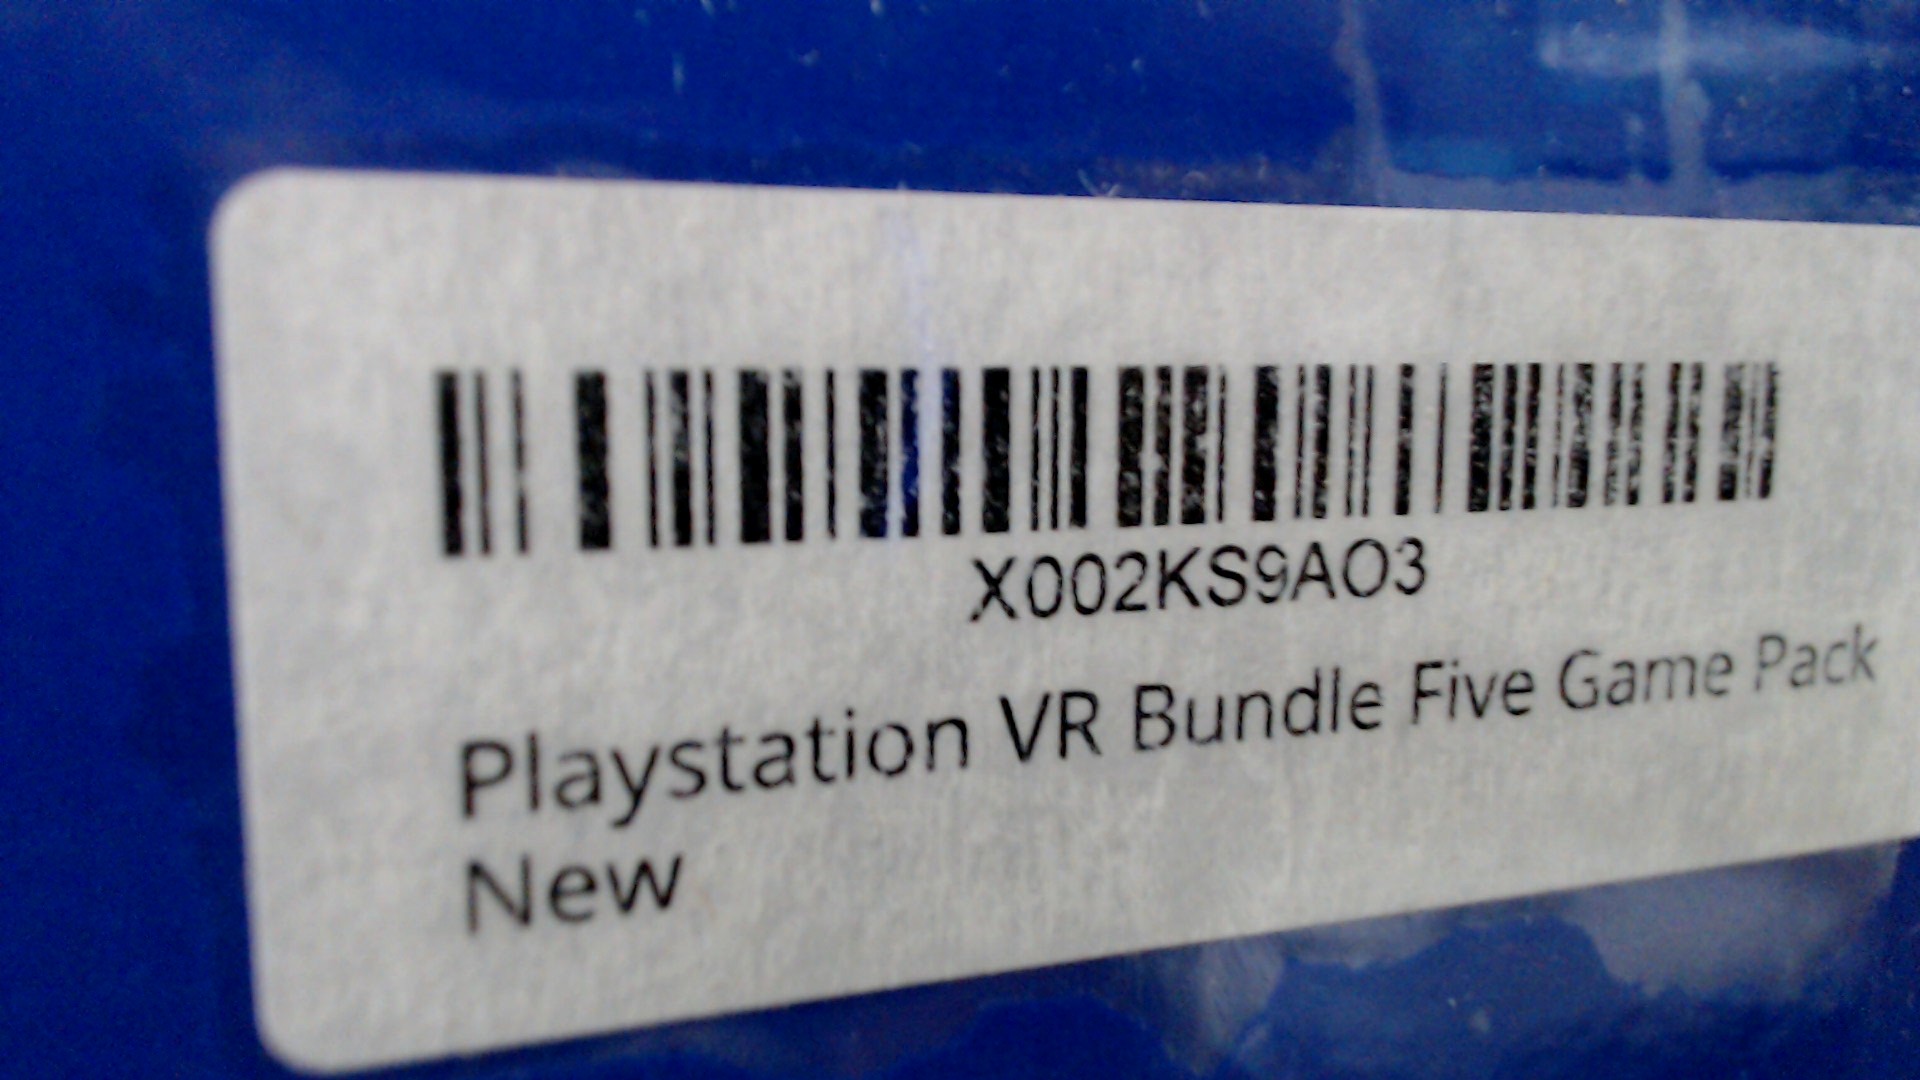 X002KS9AO3
Playstation VR Bundle Five Game Pack
New